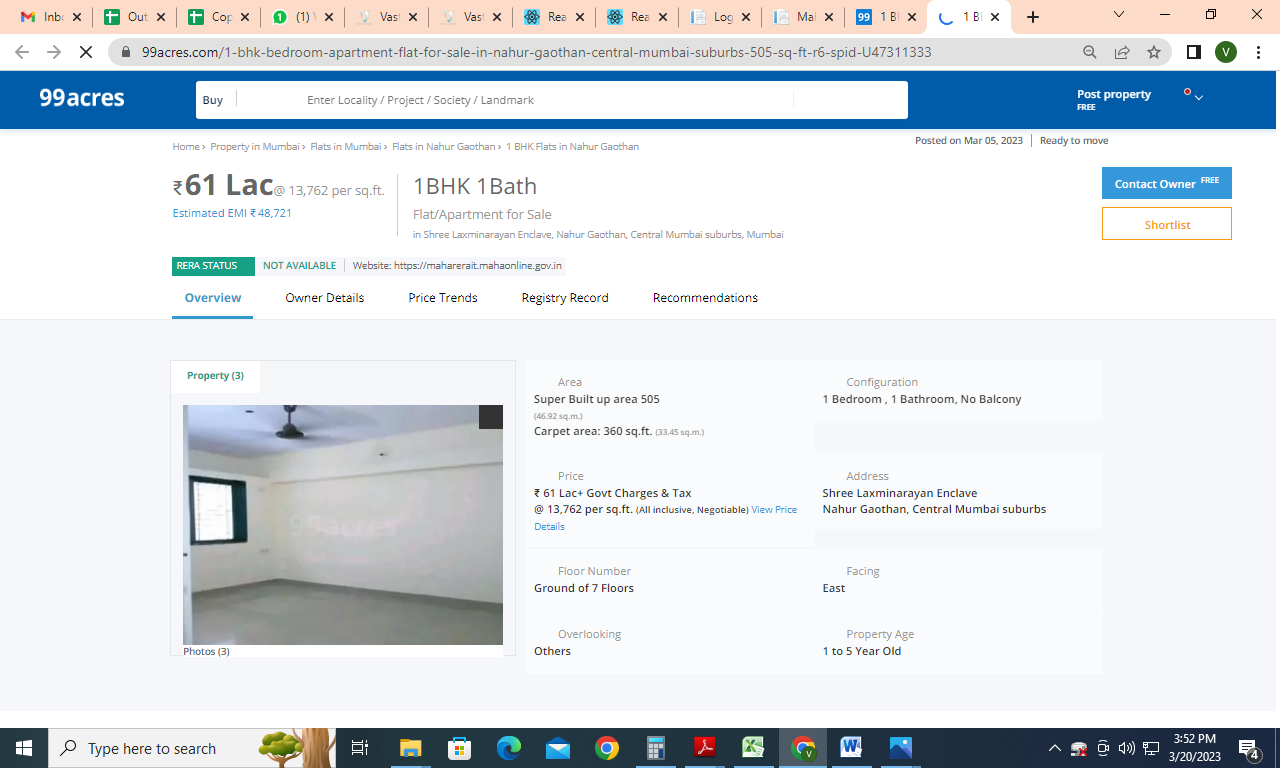 Inbo
Out
Cop
(1)
Vast
Vast
Rea
Rea
Log
Mal
99
1 B
1 B
99acres.com/1-bhk-bedroom-apartment-flat-for-sale-in-nahur-gaothan-central-mumbai-suburbs-505-sq-ft-r6-spid-U47311333
V
99acres
Buy
Enter Locality / Project / Society / Landmark
Post property
FREE
Home › Property in Mumbai › Flats in Mumbai › Flats in Nahur Gaothan › 1 BHK Flats in Nahur Gaothan
Posted on Mar 05, 2023 | Ready to move
₹61 Lac@ 13,762 per sq.ft.
Estimated EMI ₹ 48,721
1BHK 1Bath
Flat/Apartment for Sale
in Shree Laxminarayan Enclave, Nahur Gaothan, Central Mumbai suburbs, Mumbai
Contact Owner FREE
Shortlist
RERA STATUS NOT AVAILABLE Website: https://maharerait.mahaonline.gov.in
Overview Owner Details Price Trends Registry Record Recommendations
Property (3)
99acres
Photos (3)
Area
Super Built up area 505
(46.92 sq.m.)
Carpet area: 360 sq.ft. (33.45 sq.m.)
Configuration
1 Bedroom , 1 Bathroom, No Balcony
Price
₹ 61 Lac+ Govt Charges & Tax
@ 13,762 per sq.ft. (All inclusive, Negotiable) View Price
Details
Address
Shree Laxminarayan Enclave
Nahur Gaothan, Central Mumbai suburbs
Floor Number
Ground of 7 Floors
Facing
East
Overlooking
Others
Property Age
1 to 5 Year Old
Type here to search
3:52 PM
3/20/2023
4